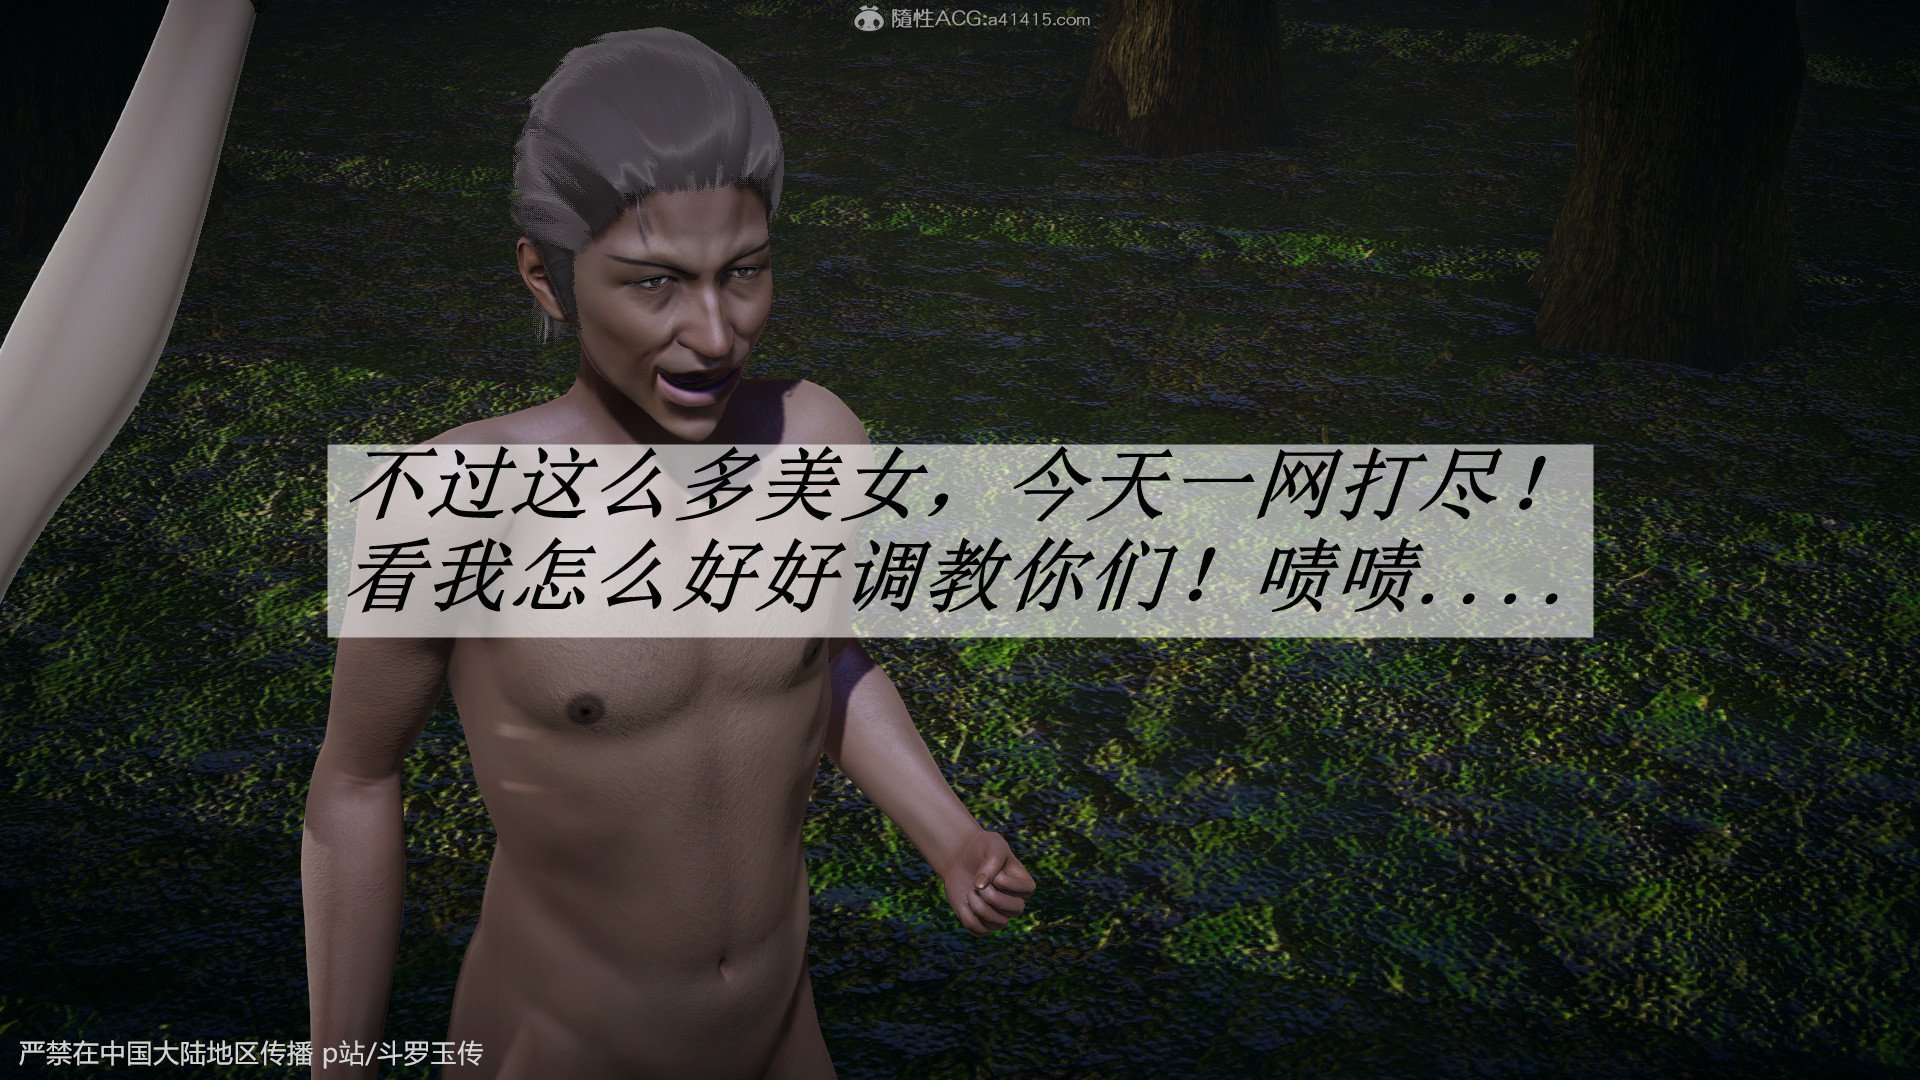 隨性ACG:a41415.com
不过这么多美女，今天一网打尽！
看我怎么好好调教你们！啧啧....
严禁在中国大陆地区传播 p站/斗罗玉传